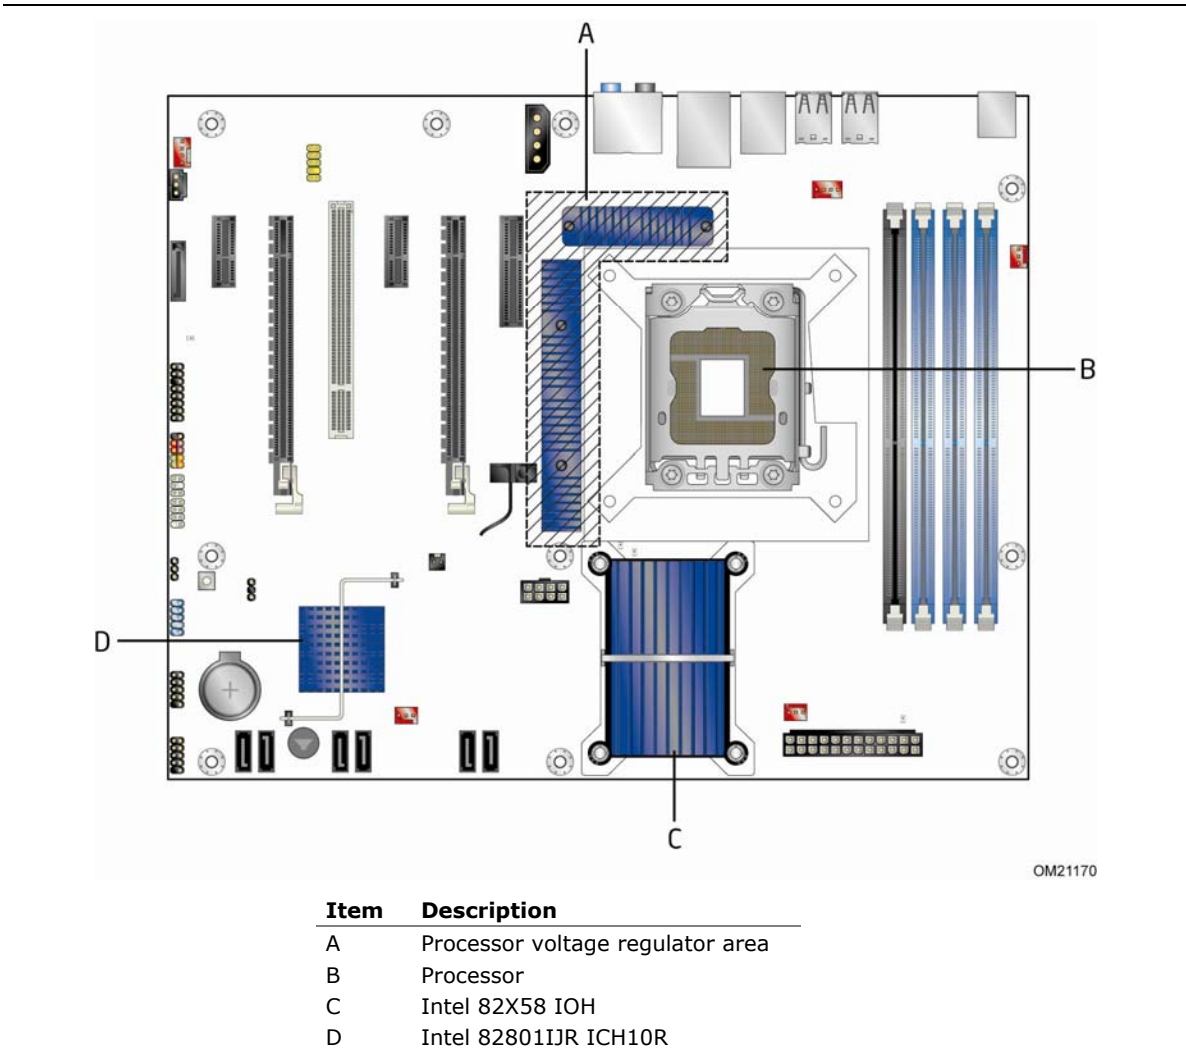 A
B
D
C
OM21170
Item Description
A Processor voltage regulator area
B Processor
C Intel 82X58 IOH
D Intel 82801IJR ICH10R